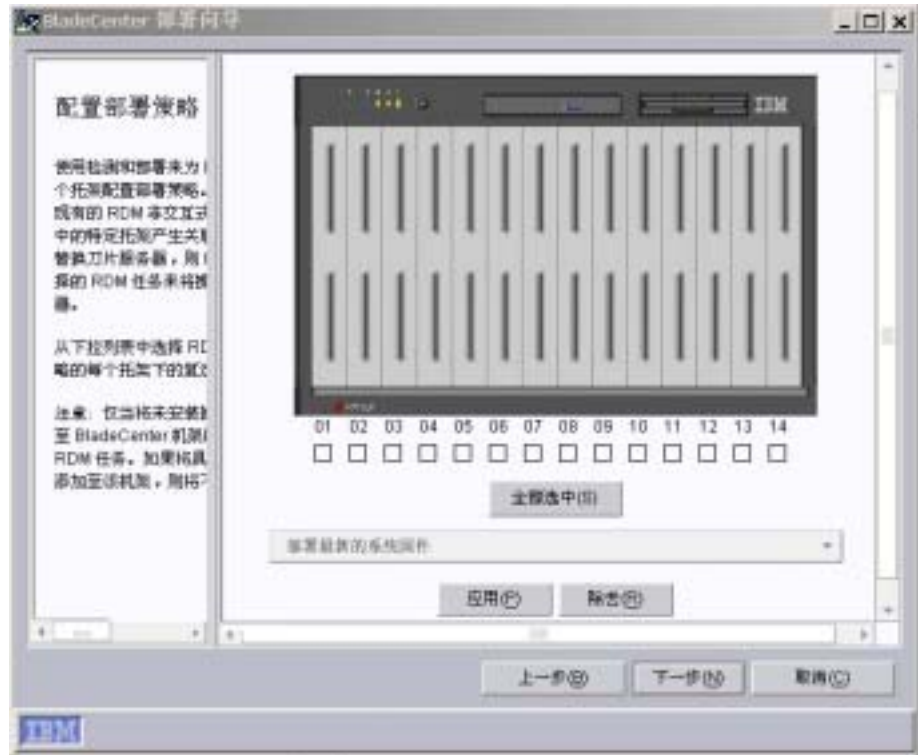 BladeCenter 部署向导
配置部署策略
使用检测和部署来为
个托架配置部署策略。
现有的 RDM 非交互式
中的特定托架产生关联
替换刀片服务器，则
择的 RDM 任务来将
器。
从下拉列表中选择 RD
略的每个托架下的复选
注意: 仅当将未安装
至 BladeCenter 机架
RDM 任务。如果将具
添加至该机架，则将不
IBM
01 02 03 04 05 06 07 08 09 10 11 12 13 14
全部选中(S)
部署最新的系统固件
应用(P) 除去(R)
上一步(B) 下一步(N) 取消(C)
IBM